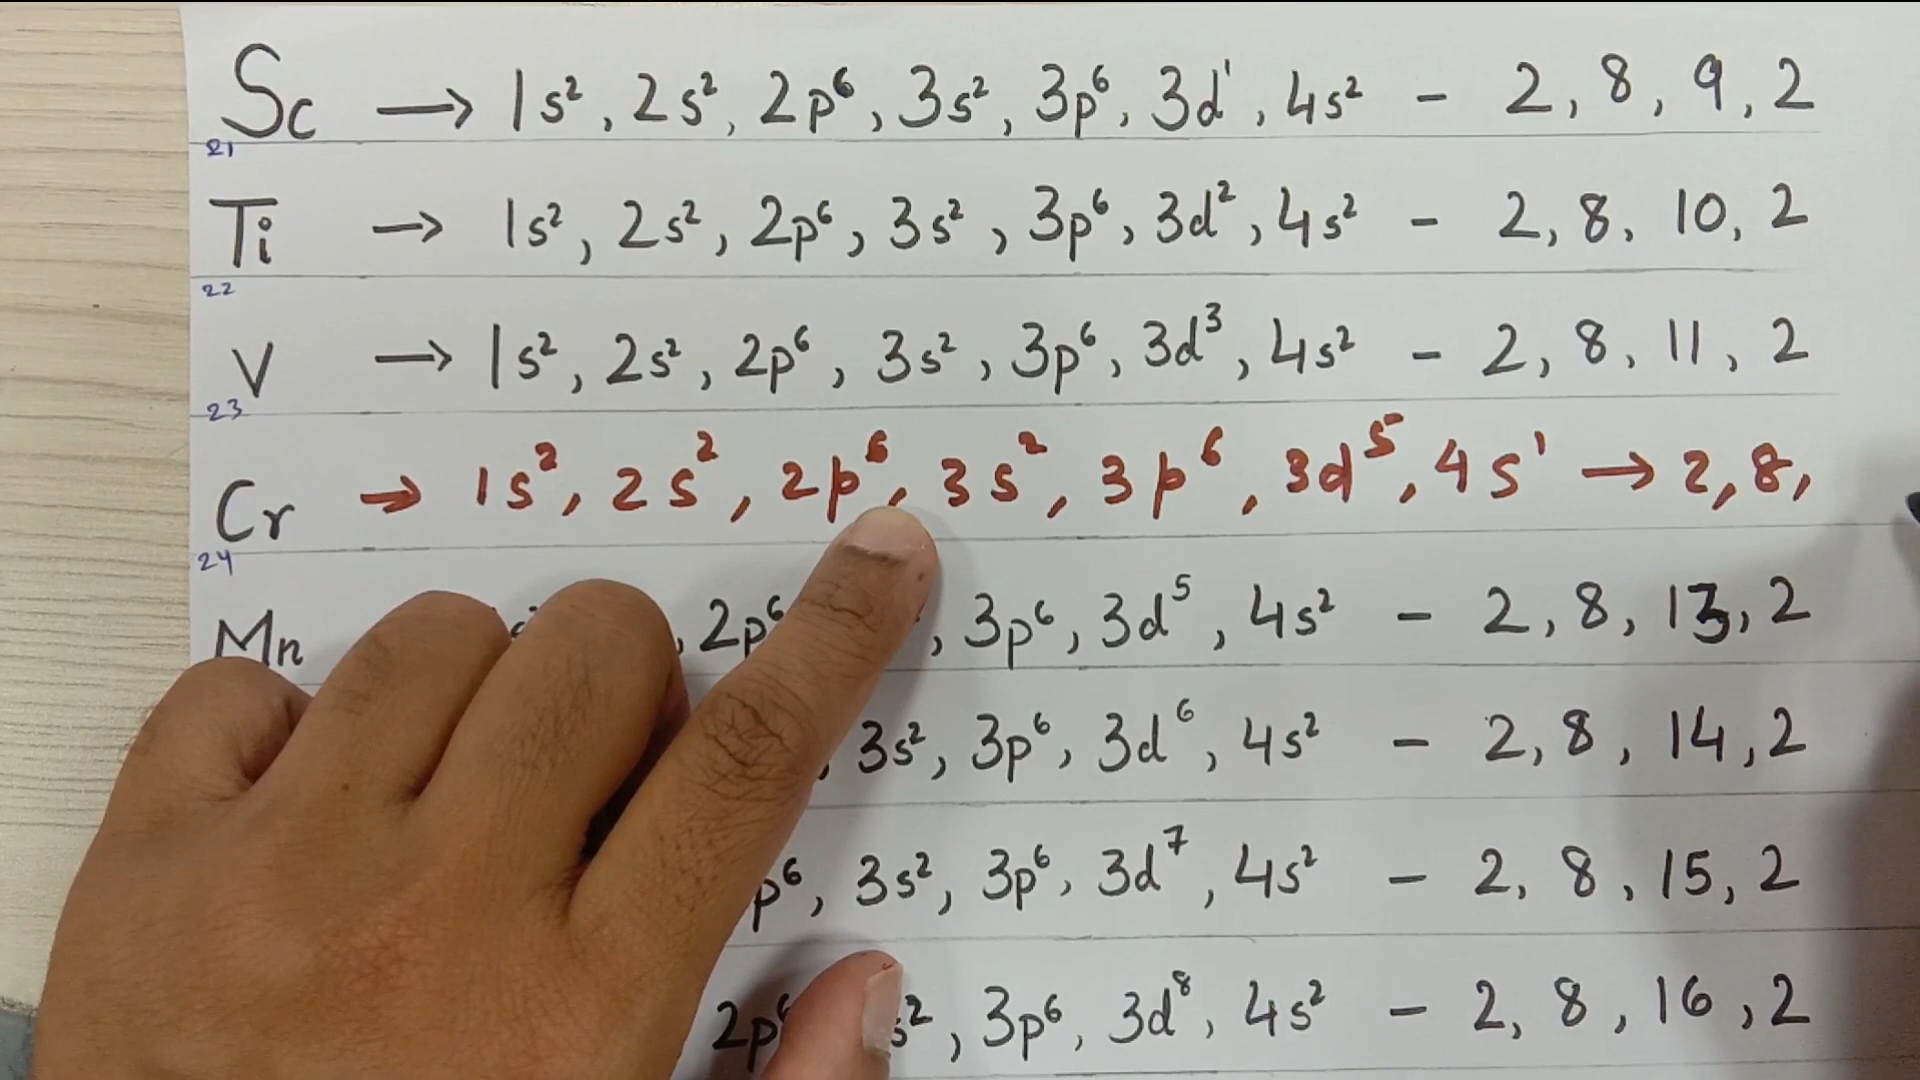 Sc → 1s², 2s², 2p⁶, 3s², 3p⁶, 3d¹, 4s² - 2, 8, 9, 2
21
Ti → 1s², 2s², 2p⁶, 3s², 3p⁶, 3d², 4s² - 2, 8, 10, 2
22
V → 1s², 2s², 2p⁶, 3s², 3p⁶, 3d³, 4s² - 2, 8, 11, 2
23
Cr → 1s², 2s², 2p⁶, 3s², 3p⁶, 3d⁵, 4s¹ → 2, 8,
24
Mn , 2p⁶ , 3p⁶, 3d⁵, 4s² - 2, 8, 13, 2
, 3s², 3p⁶, 3d⁶, 4s² - 2, 8, 14, 2
p⁶, 3s², 3p⁶, 3d⁷, 4s² - 2, 8, 15, 2
2p⁶ s², 3p⁶, 3d⁸, 4s² - 2, 8, 16, 2